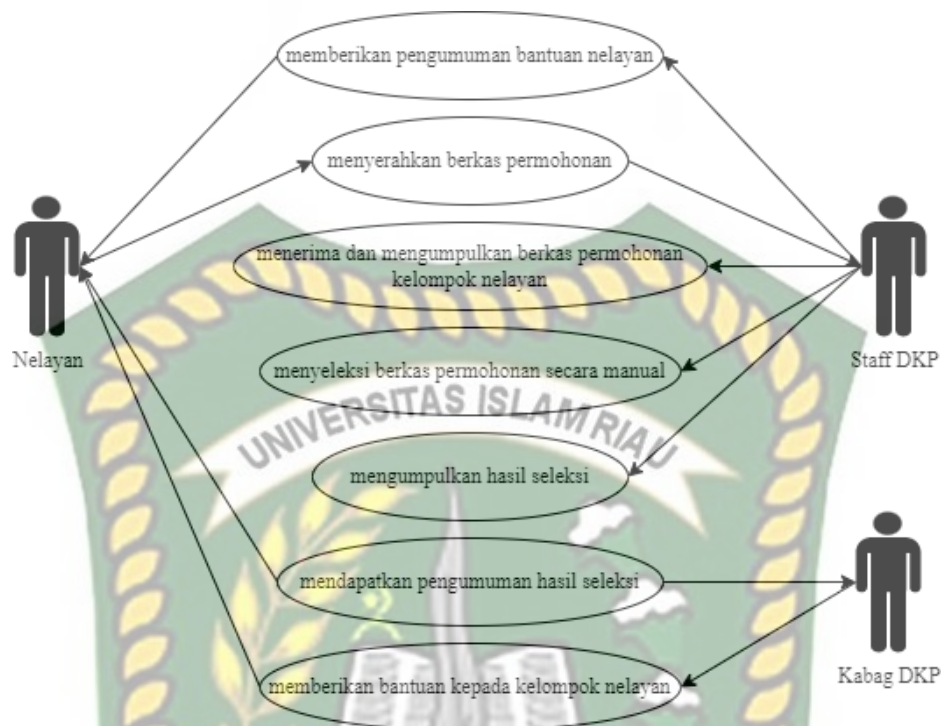 memberikan pengumuman bantuan nelayan
menyerahkan berkas permohonan
menerima dan mengumpulkan berkas permohonan
kelompok nelayan
Nelayan
Staff DKP
menyeleksi berkas permohonan secara manual
UNIVERSITAS ISLAM RIAU
mengumpulkan hasil seleksi
mendapatkan pengumuman hasil seleksi
memberikan bantuan kepada kelompok nelayan
Kabag DKP